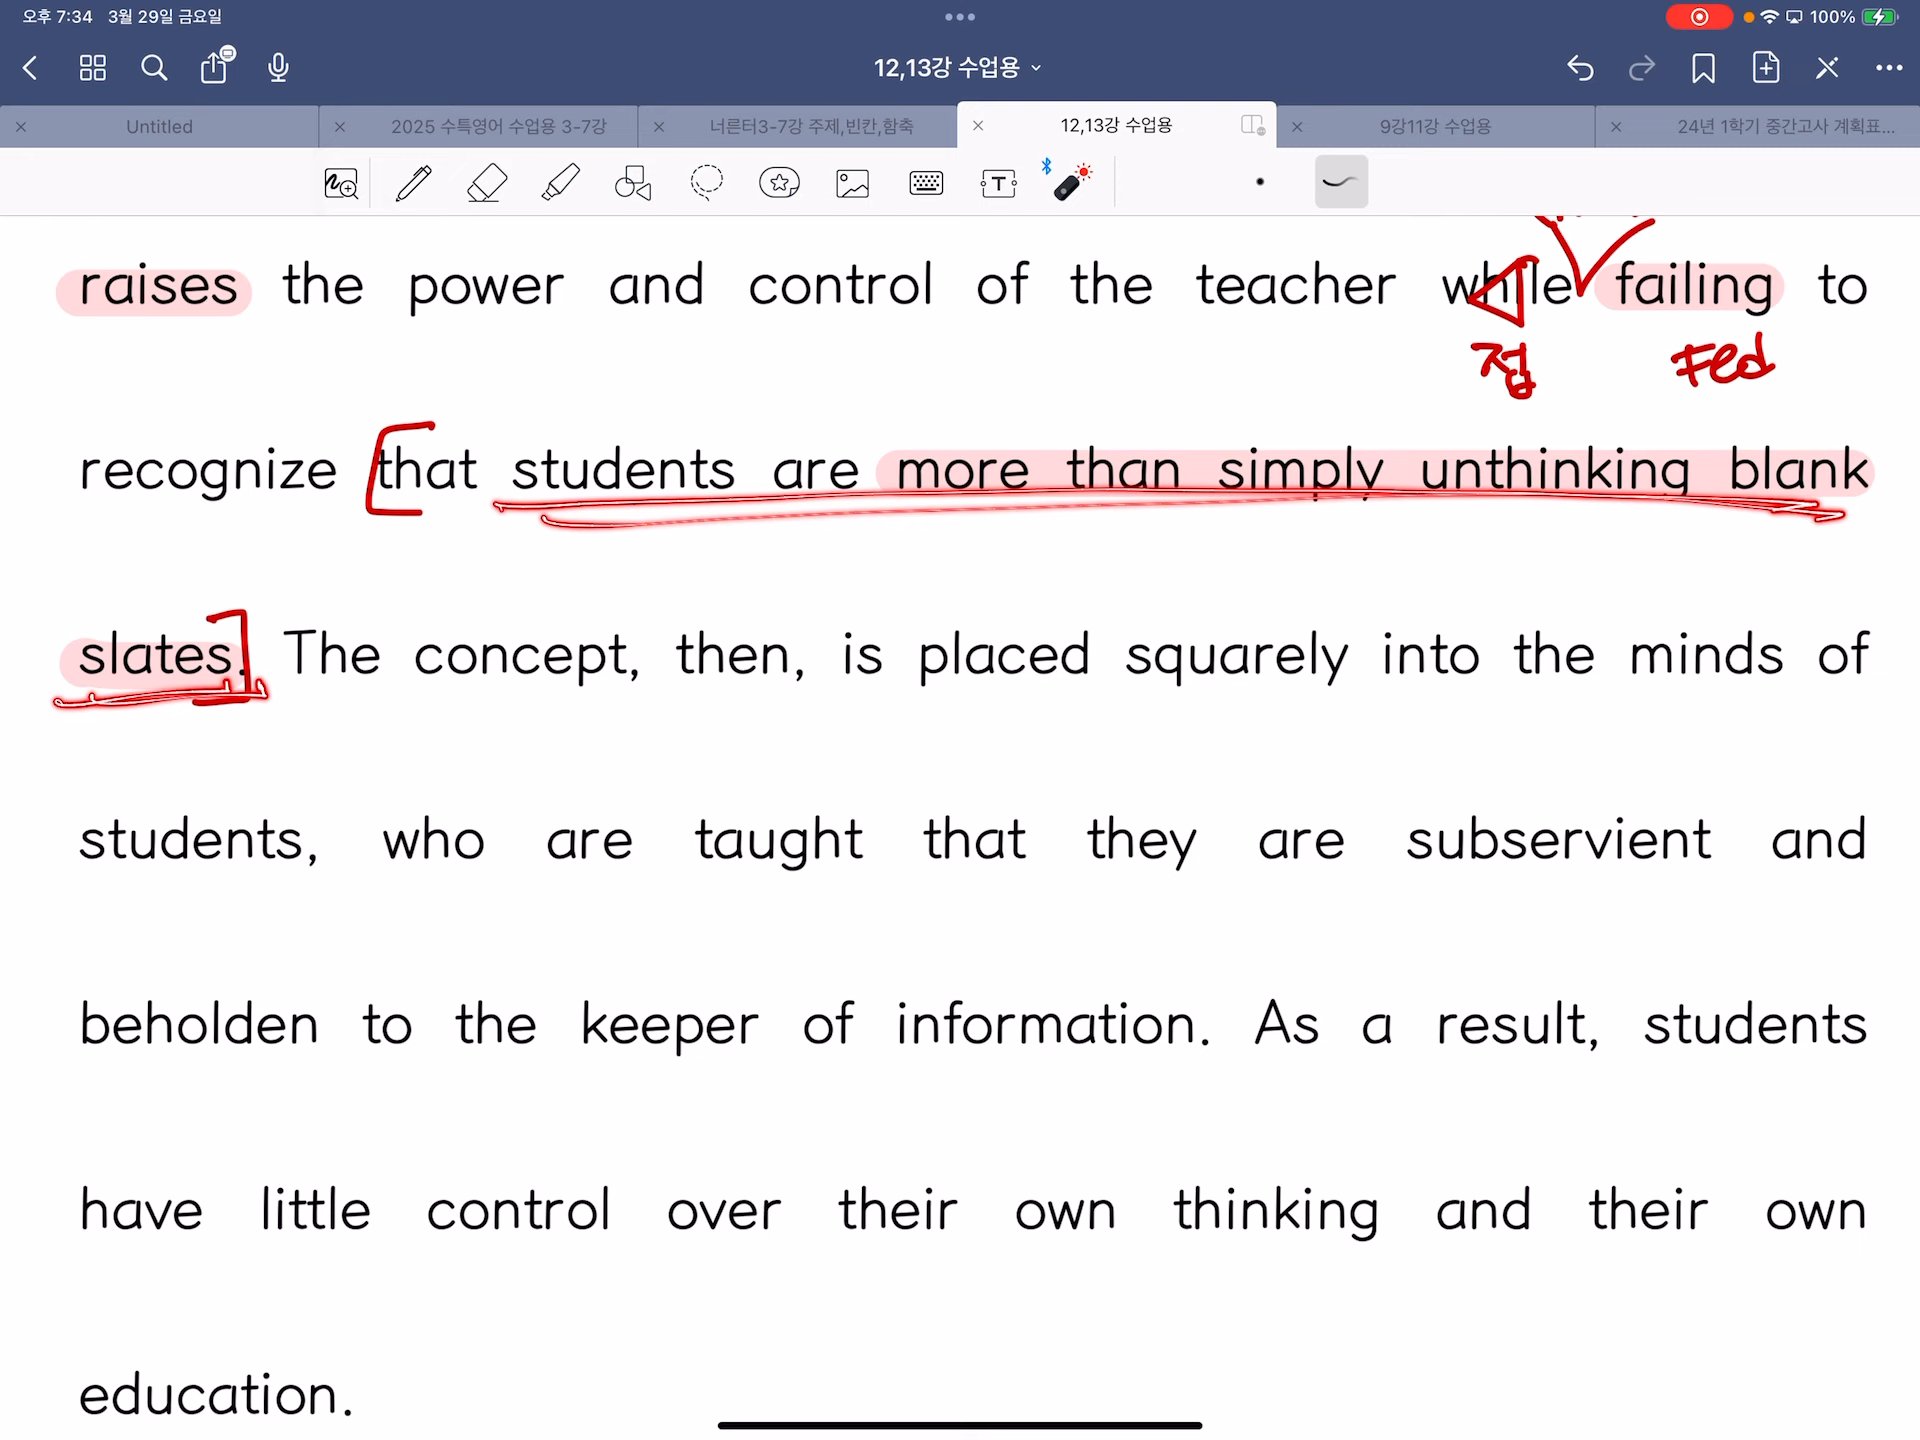 오후 7:34 3월 29일 금요일
100%
12,13강 수업용
Untitled
2025 수특영어 수업용 3-7강
너른터3-7강 주제,빈칸,함축
12,13강 수업용
9강11강 수업용
24년 1학기 중간고사 계획표...
raises the power and control of the teacher while failing to
접
recognize [that students are more than simply unthinking blank
slates.] The concept, then, is placed squarely into the minds of
students, who are taught that they are subservient and
beholden to the keeper of information. As a result, students
have little control over their own thinking and their own
education.